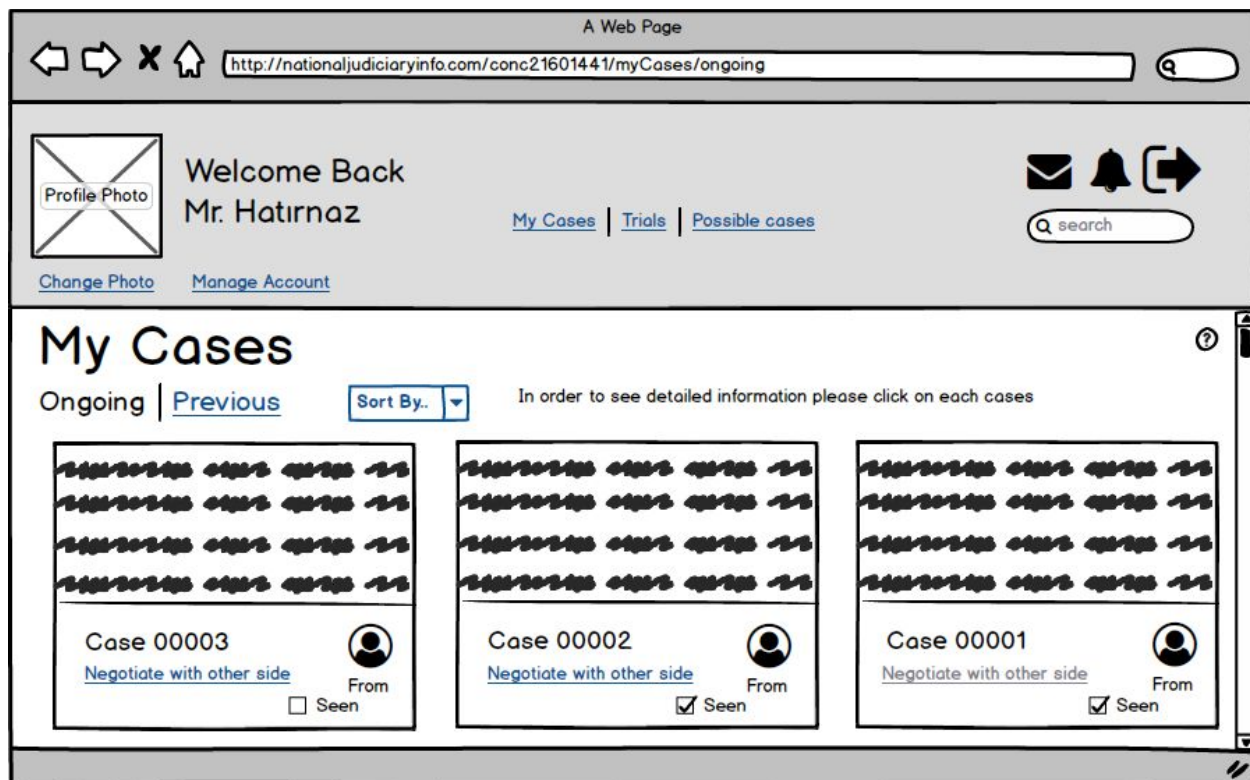 A Web Page
http://nationaljudiciaryinfo.com/conc21601441/myCases/ongoing
Profile Photo
Welcome Back
Mr. Hatırnaz
My Cases | Trials | Possible cases
search
Change Photo
Manage Account
My Cases
?
Ongoing | Previous
Sort By..
In order to see detailed information please click on each cases
Case 00003
Negotiate with other side
From
Seen
Case 00002
Negotiate with other side
From
Seen
Case 00001
Negotiate with other side
From
Seen